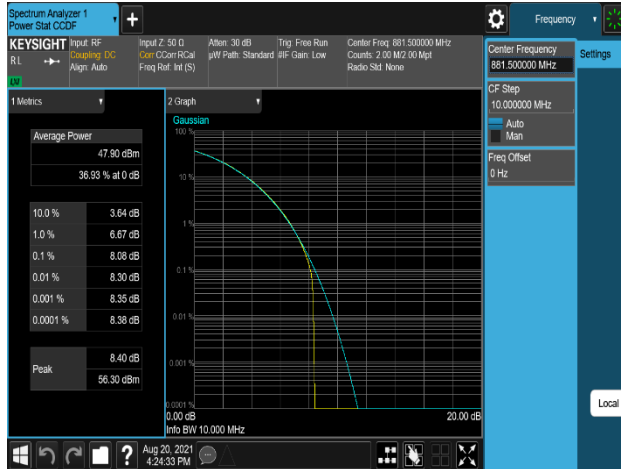 Spectrum Analyzer 1
Power Stat CCDF
Frequency
KEYSIGHT
R L
Input: RF
Coupling: DC
Align: Auto
Input Z: 50 Ω
Corr CCorr RCal
Freq Ref: Int (S)
Atten: 30 dB
µW Path: Standard
Trig: Free Run
#IF Gain: Low
Center Freq: 881.500000 MHz
Counts: 2.00 M/2.00 Mpt
Radio Std: None
Center Frequency
881.500000 MHz
Settings
CF Step
10.000000 MHz
Auto
Man
Freq Offset
0 Hz
1 Metrics
Average Power
47.90 dBm
36.93 % at 0 dB
10.0 % 3.64 dB
1.0 % 6.67 dB
0.1 % 8.08 dB
0.01 % 8.30 dB
0.001 % 8.35 dB
0.0001 % 8.38 dB
Peak
8.40 dB
56.30 dBm
2 Graph
Gaussian
100 %
10 %
1 %
0.1 %
0.01 %
0.001 %
0.0001 %
0.00 dB
20.00 dB
Info BW 10.000 MHz
Local
?
Aug 20, 2021
4:24:33 PM